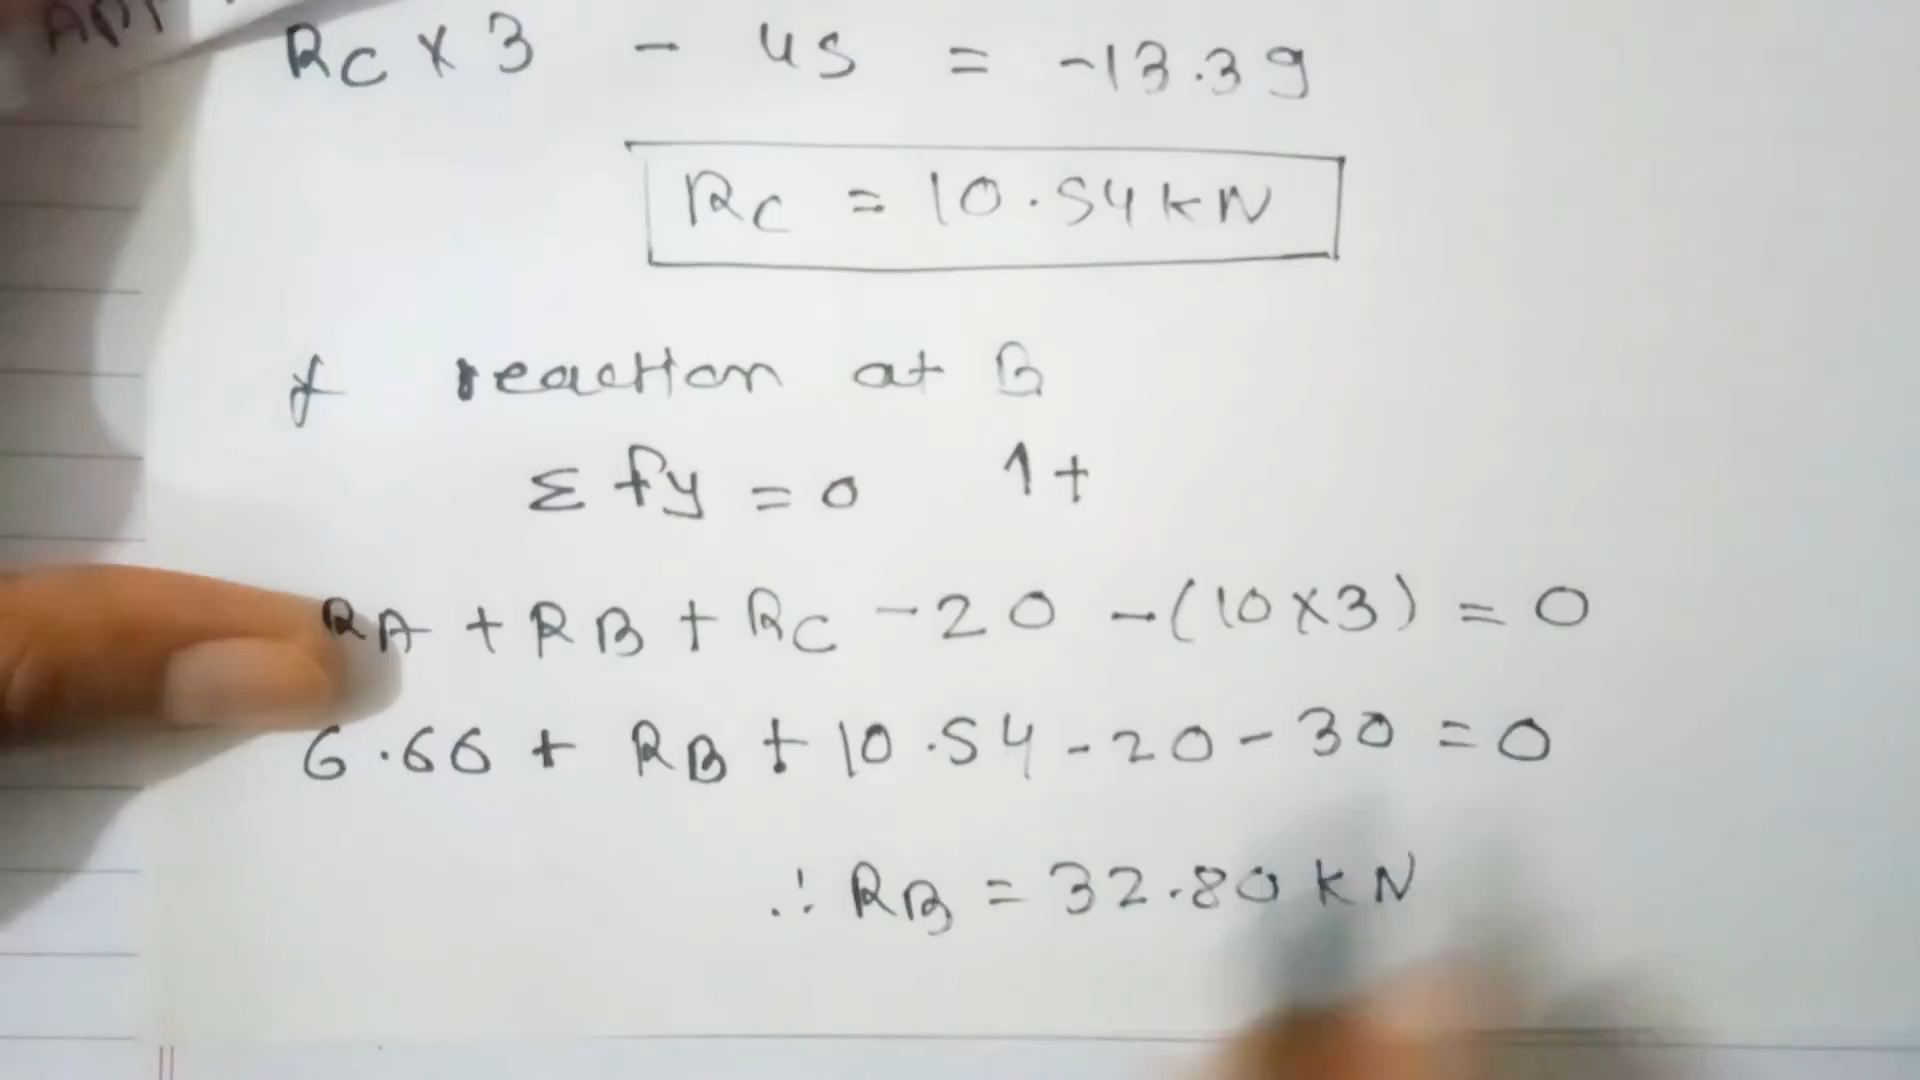 RC × 3 - 45 = -13.39
RC = 10.54 kN
& reaction at B
Σ fy = 0 ↑+
RA + RB + RC - 20 - (10×3) = 0
6.66 + RB + 10.54 - 20 - 30 = 0
∴ RB = 32.80 kN